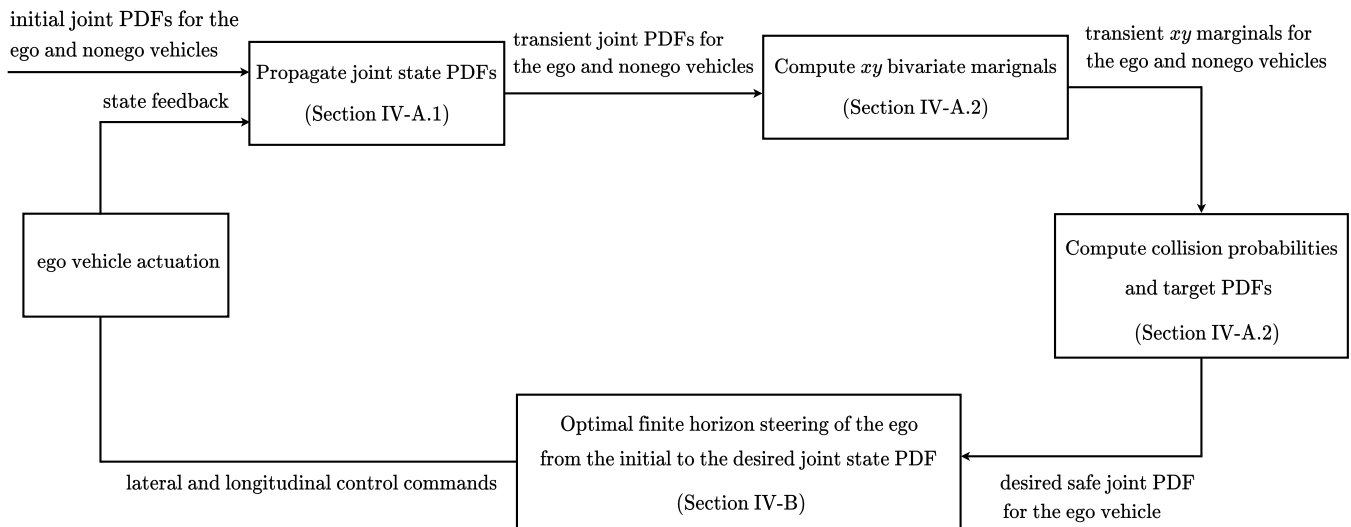 initial joint PDFs for the
ego and nonego vehicles
Propagate joint state PDFs
(Section IV-A.1)
transient joint PDFs for
the ego and nonego vehicles
Compute xy bivariate marignals
(Section IV-A.2)
transient xy marginals for
the ego and nonego vehicles
state feedback
ego vehicle actuation
Compute collision probabilities
and target PDFs
(Section IV-A.2)
Optimal finite horizon steering of the ego
from the initial to the desired joint state PDF
(Section IV-B)
lateral and longitudinal control commands
desired safe joint PDF
for the ego vehicle